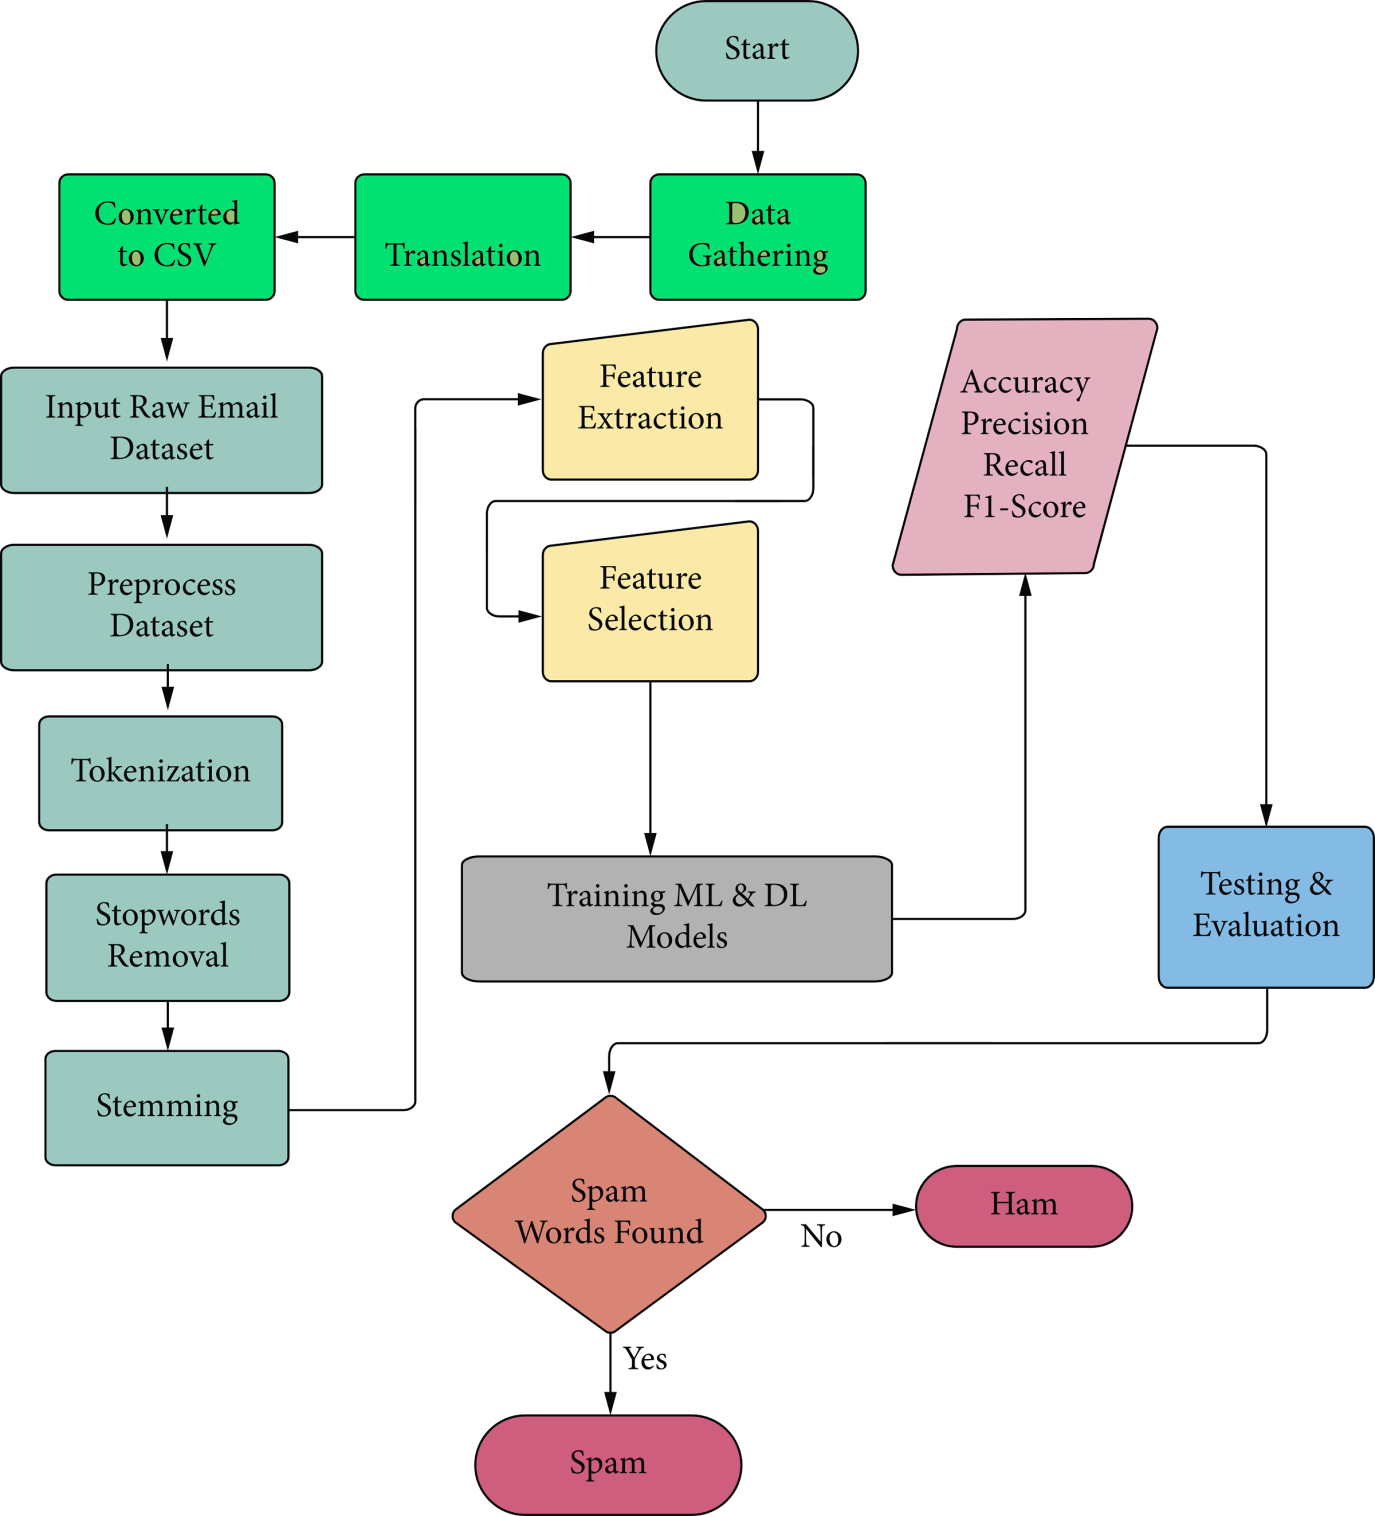 Start
Data
Gathering
Translation
Converted
to CSV
Input Raw Email
Dataset
Preprocess
Dataset
Tokenization
Stopwords
Removal
Stemming
Feature
Extraction
Feature
Selection
Training ML & DL
Models
Accuracy
Precision
Recall
F1-Score
Testing &
Evaluation
Spam
Words Found
No
Ham
Yes
Spam